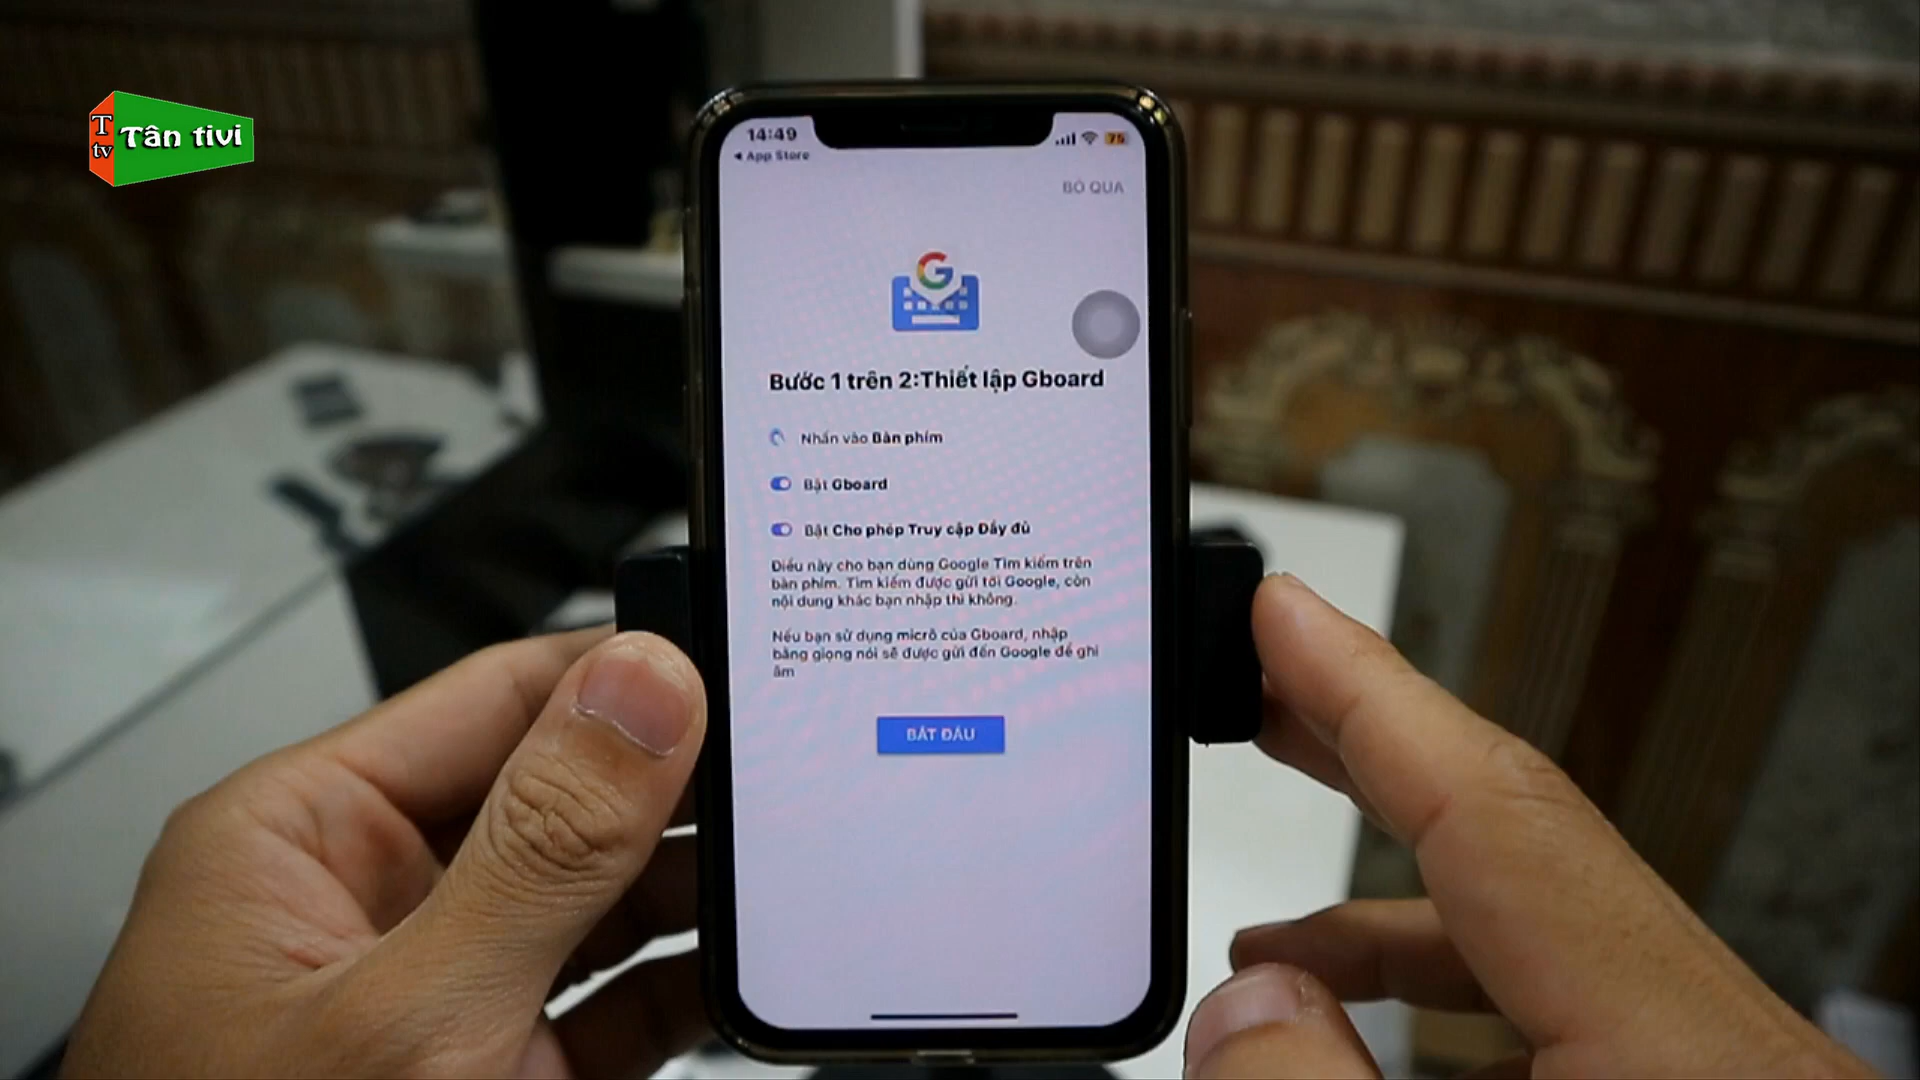 T
tv
Tân tivi
14:49
75
App Store
BỎ QUA
G
Bước 1 trên 2:Thiết lập Gboard
Nhấn vào Bàn phím
Bật Gboard
Bật Cho phép Truy cập Đầy đủ
Điều này cho bạn dùng Google Tìm kiếm trên
bàn phím. Tìm kiếm được gửi tới Google, còn
nội dung khác bạn nhập thì không.
Nếu bạn sử dụng micrô của Gboard, nhập
bằng giọng nói sẽ được gửi đến Google để ghi
âm
BẮT ĐẦU